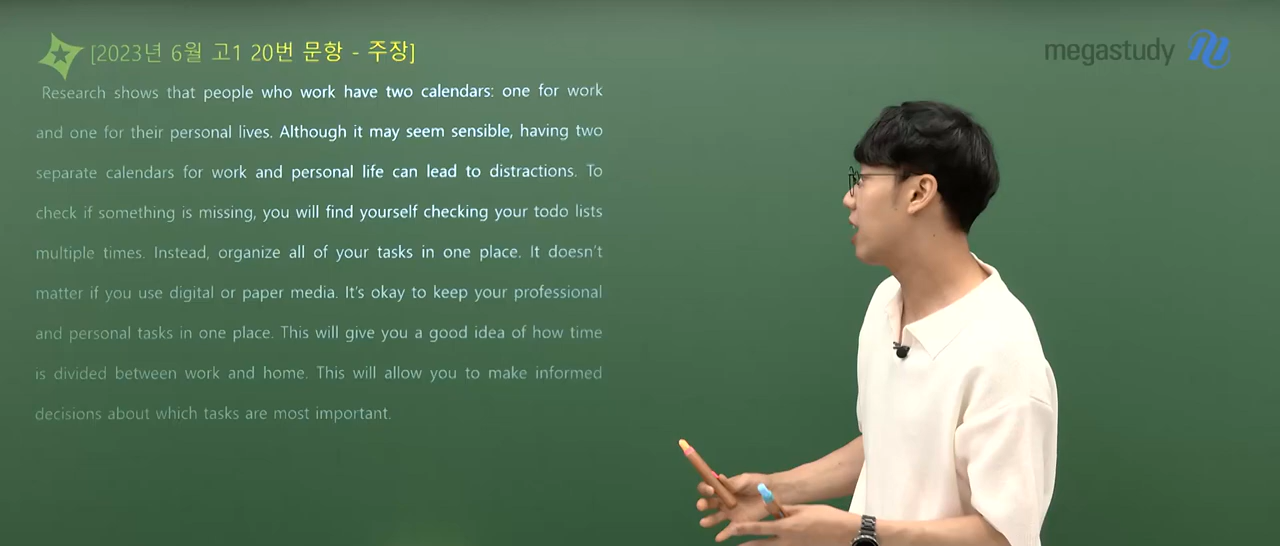 [2023년 6월 고1 20번 문항 - 주장]
megastudy
Research shows that people who work have two calendars: one for work
and one for their personal lives. Although it may seem sensible, having two
separate calendars for work and personal life can lead to distractions. To
check if something is missing, you will find yourself checking your todo lists
multiple times. Instead, organize all of your tasks in one place. It doesn't
matter if you use digital or paper media. It's okay to keep your professional
and personal tasks in one place. This will give you a good idea of how time
is divided between work and home. This will allow you to make informed
decisions about which tasks are most important.